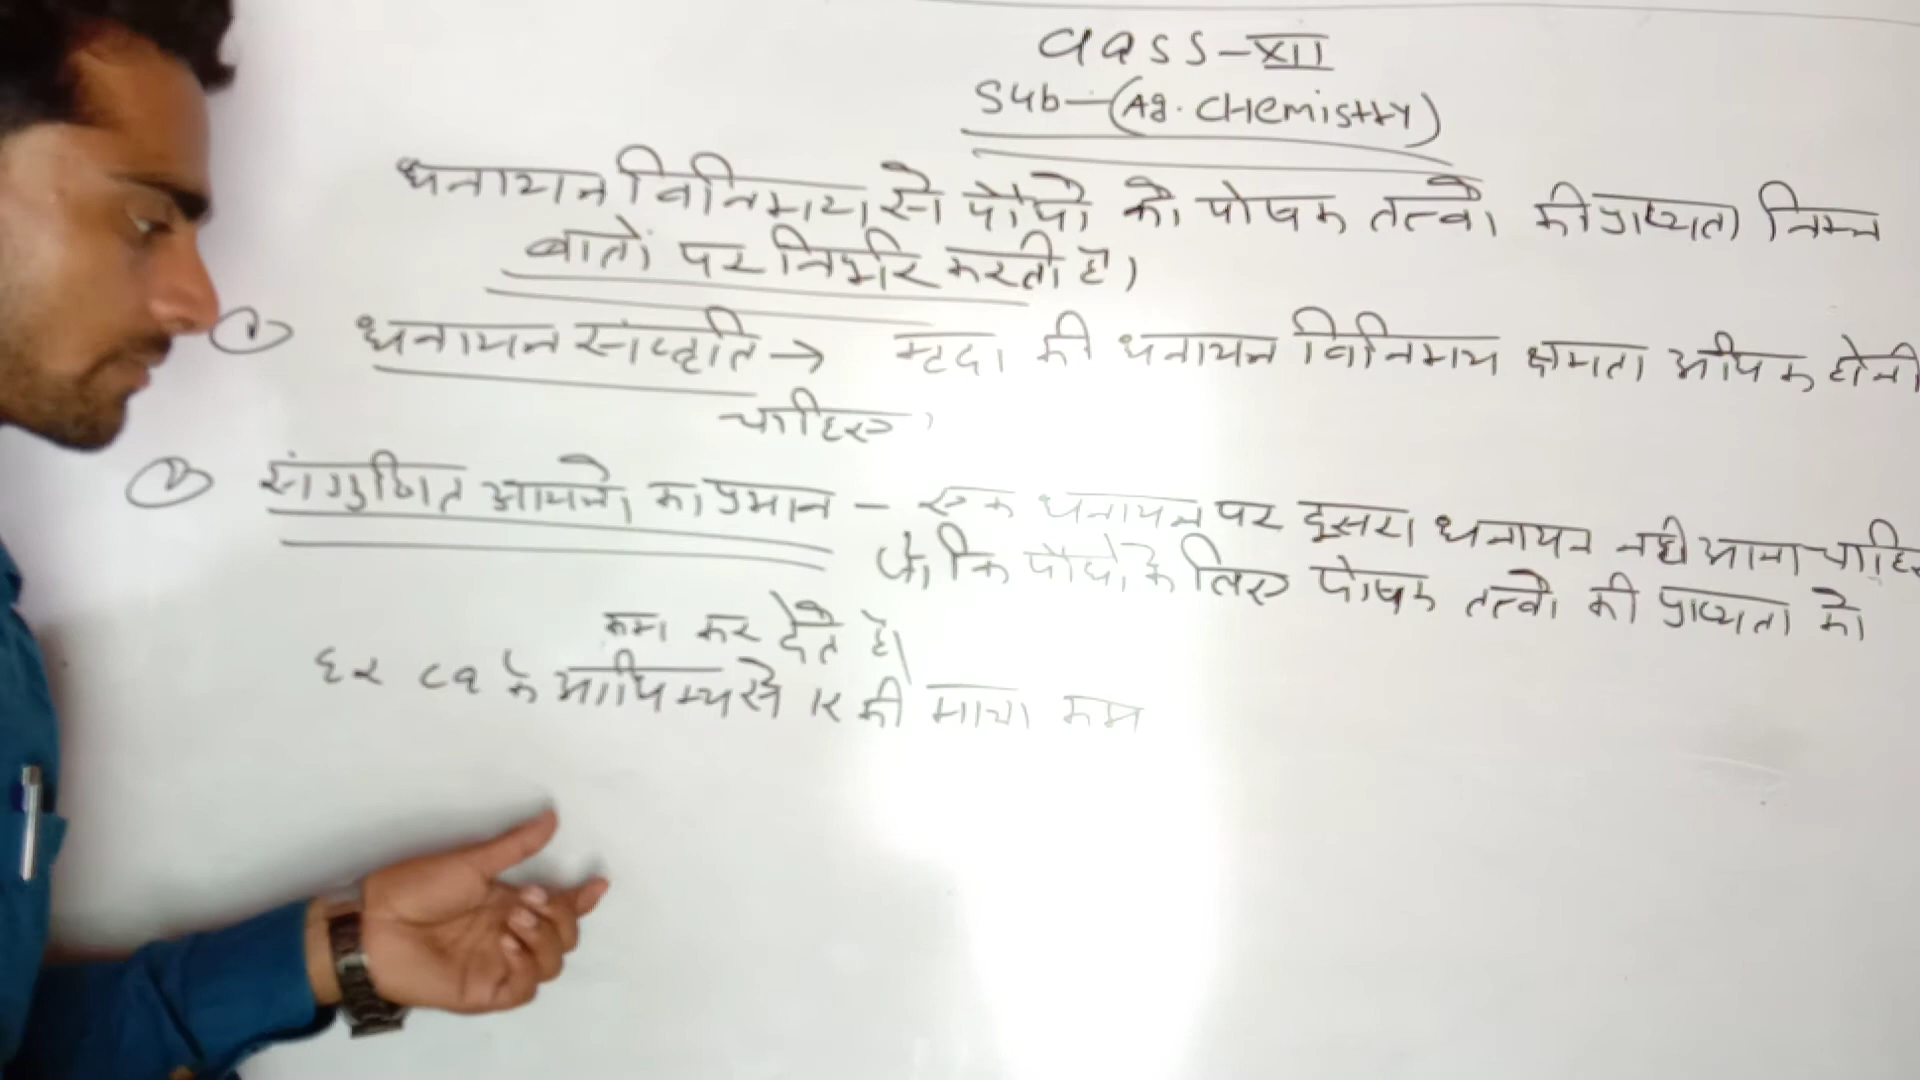 Class-XII
Sub-(Ag. CHemistry)
धनायन विनिमय से पौधो को पोषक तत्वो की प्राप्यता निम्न
बातों पर निर्भर करती है।
① धनायन संतृप्ति → मृदा की धनायन विनिमय क्षमता अधिक होनी
चाहिए।
② संगुणित आयनो का प्रभाव - एक धनायन पर दूसरा धनायन नही आना चाहिए
जो कि पौधो के लिए पोषक तत्वो की प्राप्यता को
कम कर देते है।
Ca के आधिक्य से K की मात्रा कम